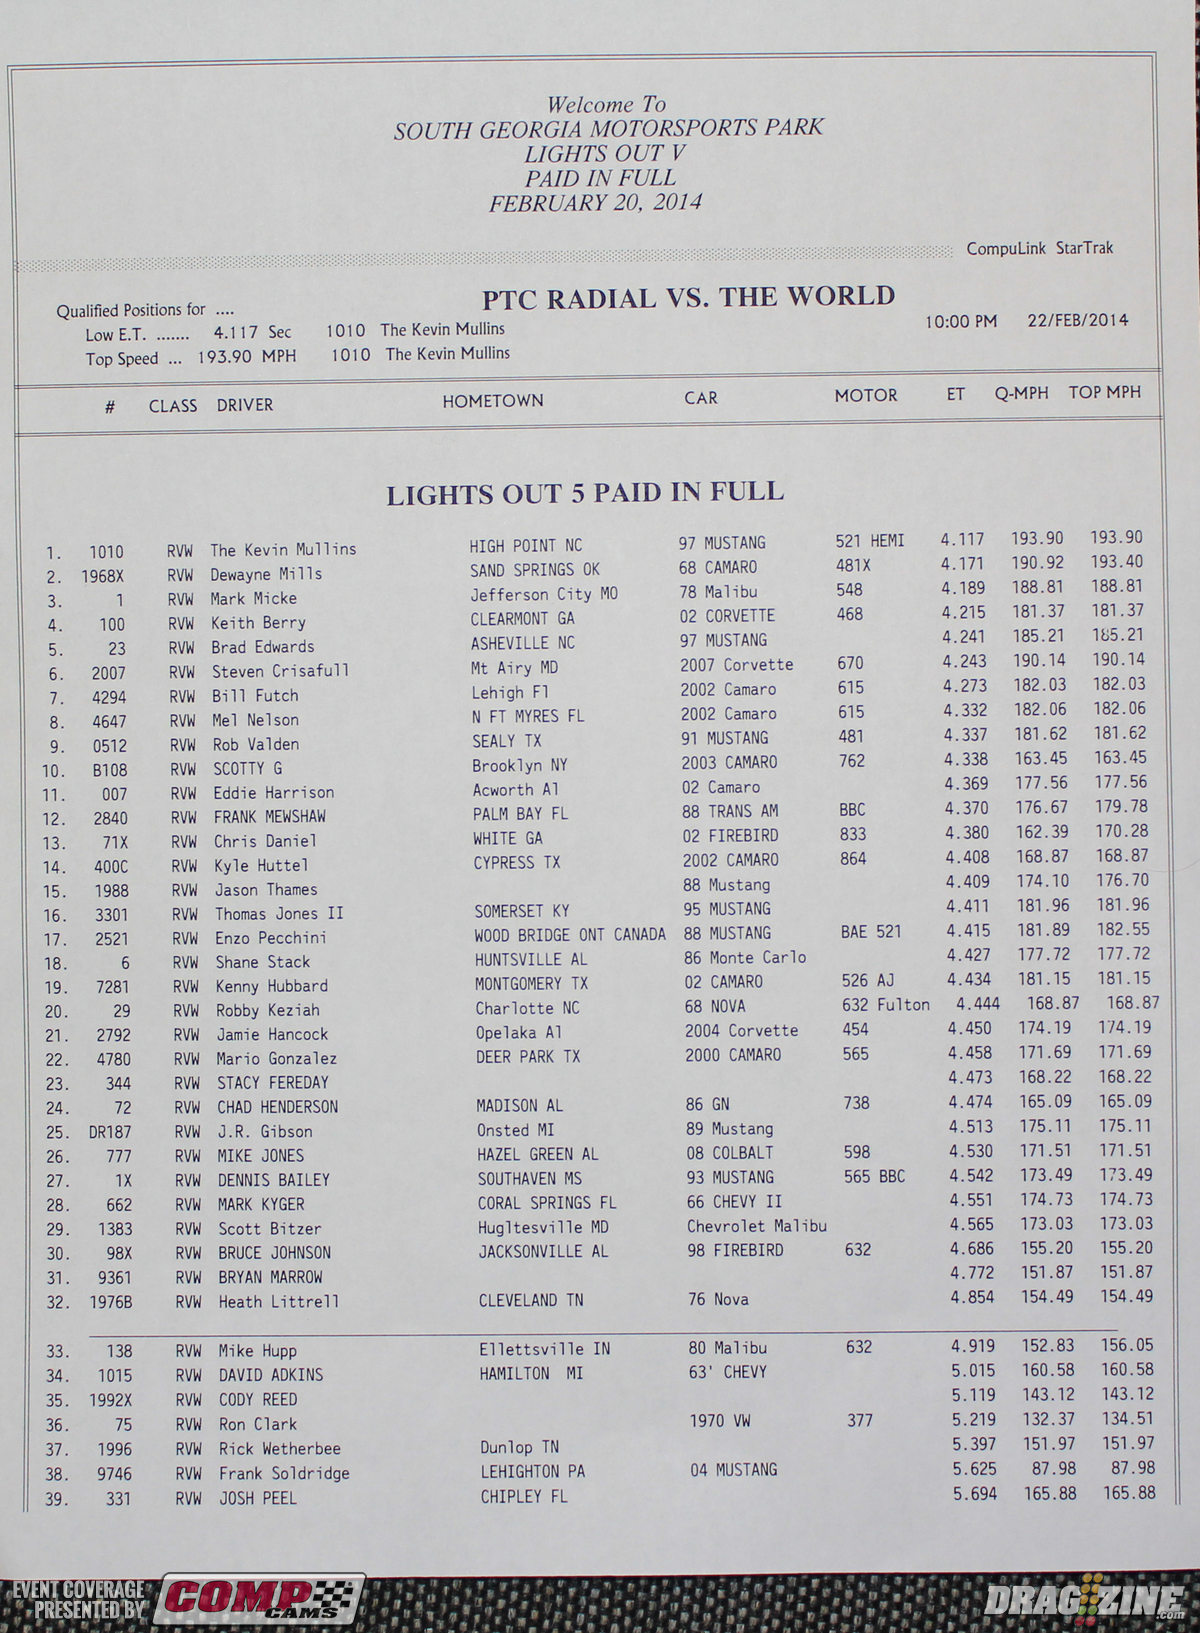 Welcome To
SOUTH GEORGIA MOTORSPORTS PARK
LIGHTS OUT V
PAID IN FULL
FEBRUARY 20, 2014
CompuLink StarTrak
Qualified Positions for ....
PTC RADIAL VS. THE WORLD
Low E.T. ....... 4.117 Sec 1010 The Kevin Mullins
10:00 PM 22/FEB/2014
Top Speed ... 193.90 MPH 1010 The Kevin Mullins
# CLASS DRIVER HOMETOWN CAR MOTOR ET Q-MPH TOP MPH
LIGHTS OUT 5 PAID IN FULL
1. 1010 RVW The Kevin Mullins HIGH POINT NC 97 MUSTANG 521 HEMI 4.117 193.90 193.90
2. 1968X RVW Dewayne Mills SAND SPRINGS OK 68 CAMARO 481X 4.171 190.92 193.40
3. 1 RVW Mark Micke Jefferson City MO 78 Malibu 548 4.189 188.81 188.81
4. 100 RVW Keith Berry CLEARMONT GA 02 CORVETTE 468 4.215 181.37 181.37
5. 23 RVW Brad Edwards ASHEVILLE NC 97 MUSTANG 4.241 185.21 185.21
6. 2007 RVW Steven Crisafull Mt Airy MD 2007 Corvette 670 4.243 190.14 190.14
7. 4294 RVW Bill Futch Lehigh Fl 2002 Camaro 615 4.273 182.03 182.03
8. 4647 RVW Mel Nelson N FT MYRES FL 2002 Camaro 615 4.332 182.06 182.06
9. 0512 RVW Rob Valden SEALY TX 91 MUSTANG 481 4.337 181.62 181.62
10. B108 RVW SCOTTY G Brooklyn NY 2003 CAMARO 762 4.338 163.45 163.45
11. 007 RVW Eddie Harrison Acworth Al 02 Camaro 4.369 177.56 177.56
12. 2840 RVW FRANK MEWSHAW PALM BAY FL 88 TRANS AM BBC 4.370 176.67 179.78
13. 71X RVW Chris Daniel WHITE GA 02 FIREBIRD 833 4.380 162.39 170.28
14. 400C RVW Kyle Huttel CYPRESS TX 2002 CAMARO 864 4.408 168.87 168.87
15. 1988 RVW Jason Thames 88 Mustang 4.409 174.10 176.70
16. 3301 RVW Thomas Jones II SOMERSET KY 95 MUSTANG 4.411 181.96 181.96
17. 2521 RVW Enzo Pecchini WOOD BRIDGE ONT CANADA 88 MUSTANG BAE 521 4.415 181.89 182.55
18. 6 RVW Shane Stack HUNTSVILLE AL 86 Monte Carlo 4.427 177.72 177.72
19. 7281 RVW Kenny Hubbard MONTGOMERY TX 02 CAMARO 526 AJ 4.434 181.15 181.15
20. 29 RVW Robby Keziah Charlotte NC 68 NOVA 632 Fulton 4.444 168.87 168.87
21. 2792 RVW Jamie Hancock Opelaka Al 2004 Corvette 454 4.450 174.19 174.19
22. 4780 RVW Mario Gonzalez DEER PARK TX 2000 CAMARO 565 4.458 171.69 171.69
23. 344 RVW STACY FEREDAY 4.473 168.22 168.22
24. 72 RVW CHAD HENDERSON MADISON AL 86 GN 738 4.474 165.09 165.09
25. DR187 RVW J.R. Gibson Onsted MI 89 Mustang 4.513 175.11 175.11
26. 777 RVW MIKE JONES HAZEL GREEN AL 08 COLBALT 598 4.530 171.51 171.51
27. 1X RVW DENNIS BAILEY SOUTHAVEN MS 93 MUSTANG 565 BBC 4.542 173.49 173.49
28. 662 RVW MARK KYGER CORAL SPRINGS FL 66 CHEVY II 4.551 174.73 174.73
29. 1383 RVW Scott Bitzer Hugltesville MD Chevrolet Malibu 4.565 173.03 173.03
30. 98X RVW BRUCE JOHNSON JACKSONVILLE AL 98 FIREBIRD 632 4.686 155.20 155.20
31. 9361 RVW BRYAN MARROW 4.772 151.87 151.87
32. 1976B RVW Heath Littrell CLEVELAND TN 76 Nova 4.854 154.49 154.49
33. 138 RVW Mike Hupp Ellettsville IN 80 Malibu 632 4.919 152.83 156.05
34. 1015 RVW DAVID ADKINS HAMILTON MI 63' CHEVY 5.015 160.58 160.58
35. 1992X RVW CODY REED 5.119 143.12 143.12
36. 75 RVW Ron Clark 1970 VW 377 5.219 132.37 134.51
37. 1996 RVW Rick Wetherbee Dunlop TN 5.397 151.97 151.97
38. 9746 RVW Frank Soldridge LEHIGHTON PA 04 MUSTANG 5.625 87.98 87.98
39. 331 RVW JOSH PEEL CHIPLEY FL 5.694 165.88 165.88
EVENT COVERAGE
PRESENTED BY
COMP
CAMS
DRAGZINE
.com